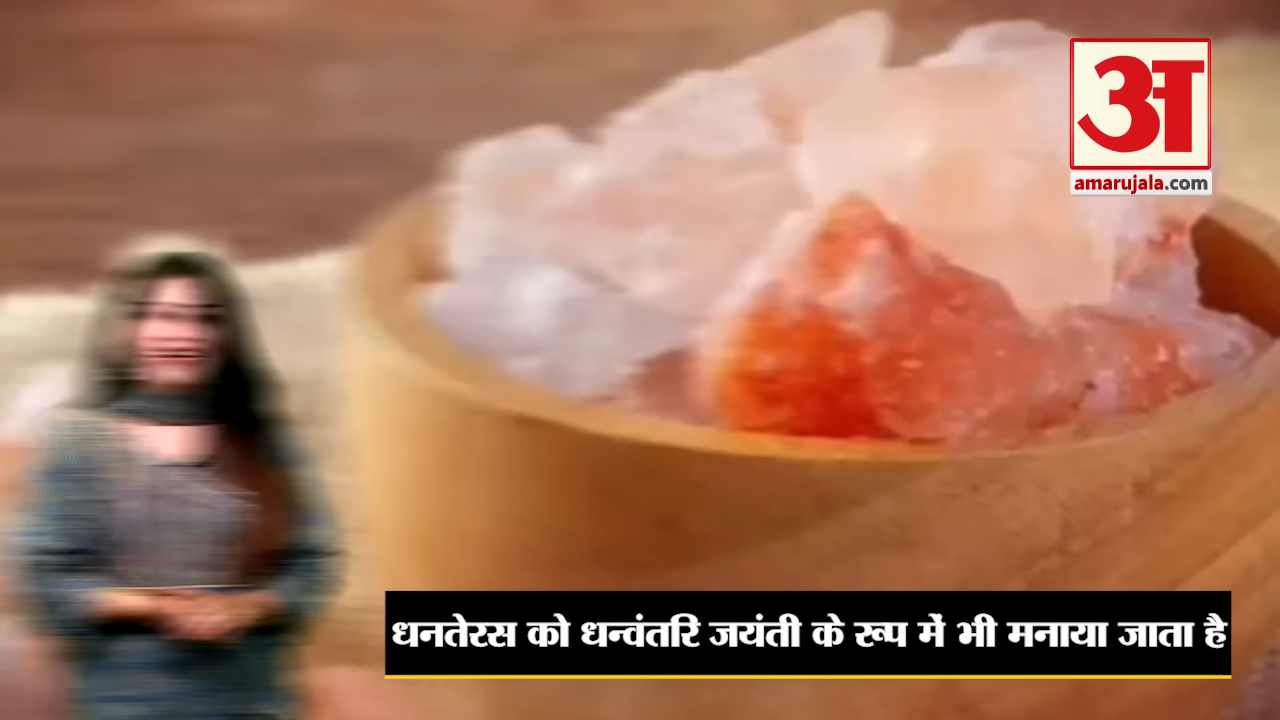 अ
amarujala.com
धनतेरस को धन्वंतरि जयंती के रूप में भी मनाया जाता है